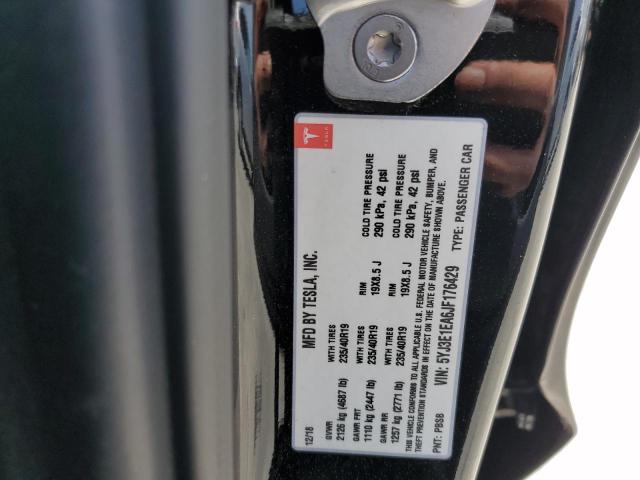 TESLA
MFD BY TESLA, INC.
12/18
GVWR WITH TIRES RIM COLD TIRE PRESSURE
2126 kg (4687 lb) 235/40R19 19X8.5 J 290 kPa, 42 psi
GAWR FRT WITH TIRES RIM COLD TIRE PRESSURE
1110 kg (2447 lb) 235/40R19 19X8.5 J 290 kPa, 42 psi
GAWR RR WITH TIRES
1257 kg (2771 lb) 235/40R19
THIS VEHICLE CONFORMS TO ALL APPLICABLE U.S. FEDERAL MOTOR VEHICLE SAFETY, BUMPER, AND
THEFT PREVENTION STANDARDS IN EFFECT ON THE DATE OF MANUFACTURE SHOWN ABOVE.
VIN: 5YJ3E1EA6JF176429 TYPE: PASSENGER CAR
PNT: PBSB